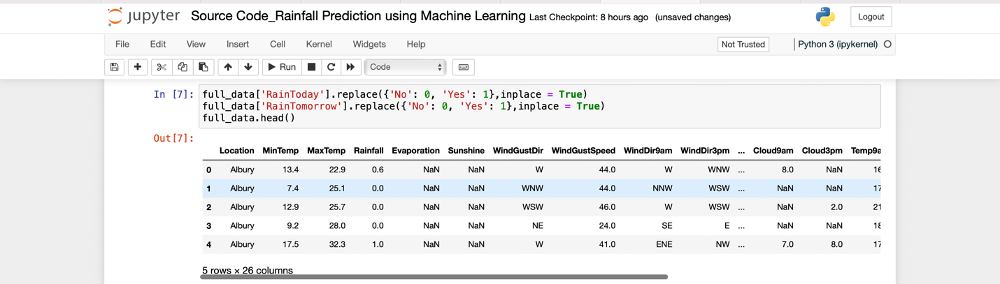 jupyter Source Code_Rainfall Prediction using Machine Learning Last Checkpoint: 8 hours ago (unsaved changes) Logout
File Edit View Insert Cell Kernel Widgets Help Not Trusted Python 3 (ipykernel)
Run Code
In [7]: full_data['RainToday'].replace({'No': 0, 'Yes': 1},inplace = True)
full_data['RainTomorrow'].replace({'No': 0, 'Yes': 1},inplace = True)
full_data.head()
Out[7]:
Location MinTemp MaxTemp Rainfall Evaporation Sunshine WindGustDir WindGustSpeed WindDir9am WindDir3pm ... Cloud9am Cloud3pm Temp9a
0 Albury 13.4 22.9 0.6 NaN NaN W 44.0 W WNW ... 8.0 NaN 16
1 Albury 7.4 25.1 0.0 NaN NaN WNW 44.0 NNW WSW ... NaN NaN 17
2 Albury 12.9 25.7 0.0 NaN NaN WSW 46.0 W WSW ... NaN 2.0 21
3 Albury 9.2 28.0 0.0 NaN NaN NE 24.0 SE E ... NaN NaN 18
4 Albury 17.5 32.3 1.0 NaN NaN W 41.0 ENE NW ... 7.0 8.0 17
5 rows × 26 columns